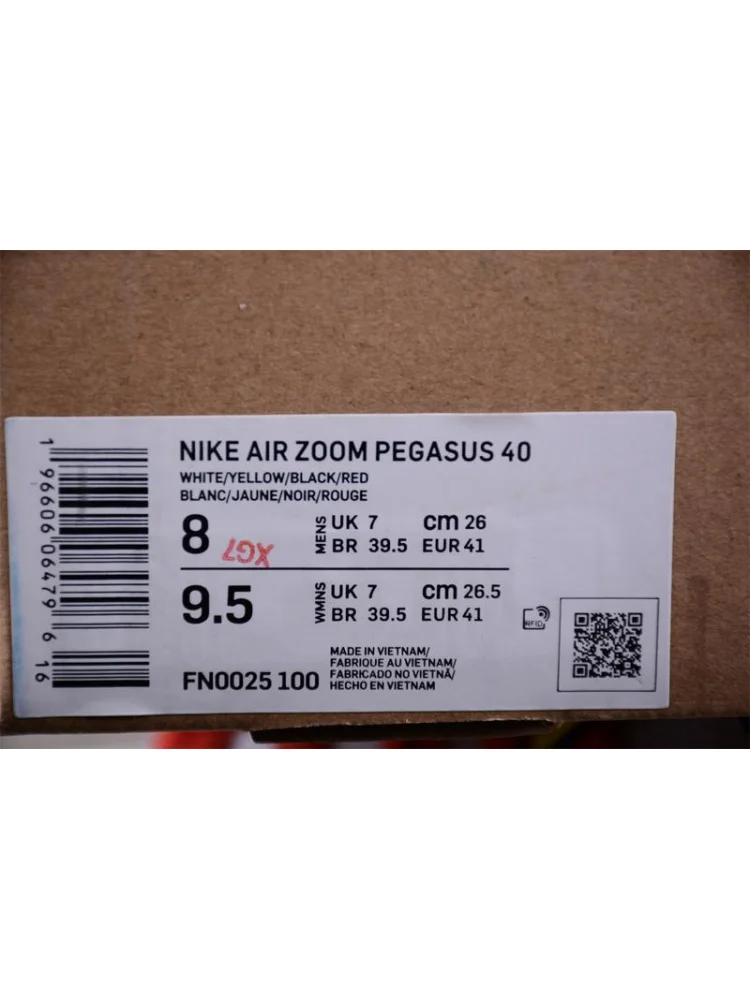 NIKE AIR ZOOM PEGASUS 40
WHITE/YELLOW/BLACK/RED
BLANC/JAUNE/NOIR/ROUGE
8 XG7 MENS UK 7 cm 26
BR 39.5 EUR 41
9.5 WMNS UK 7 cm 26.5
BR 39.5 EUR 41
RFID
FN0025 100
MADE IN VIETNAM/
FABRIQUE AU VIETNAM/
FABRICADO NO VIETNÃ/
HECHO EN VIETNAM
1 96606 06479 6 16